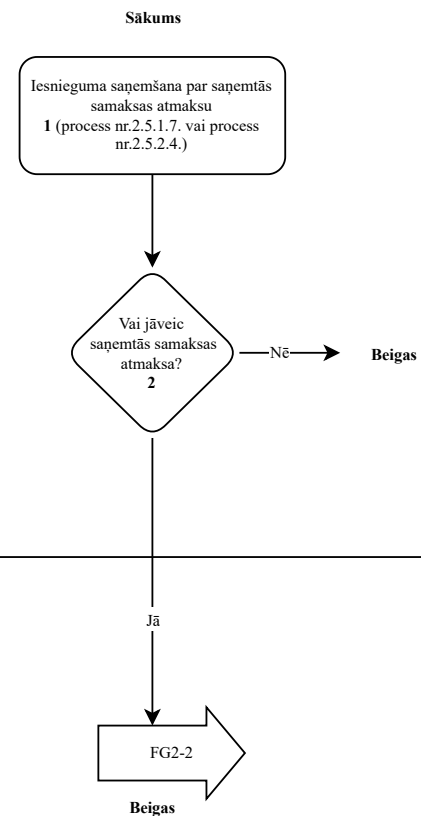 Sākums
Iesnieguma saņemšana par saņemtās
samaksas atmaksu
1 (process nr.2.5.1.7. vai process
nr.2.5.2.4.)
Vai jāveic
saņemtās samaksas
atmaksa?
2
Nē
Beigas
Jā
FG2-2
Beigas